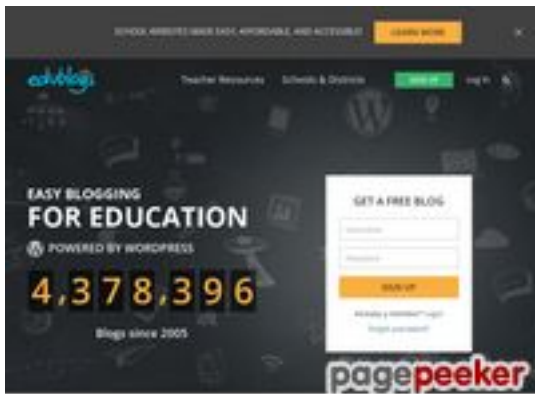 SCHOOL WEBSITES MADE EASY, AFFORDABLE, AND ACCESSIBLE!
LEARN MORE
×
edublogs
Teacher Resources
Schools & Districts
SIGN UP
Log In
EASY BLOGGING
FOR EDUCATION
POWERED BY WORDPRESS
4,378,396
Blogs since 2005
GET A FREE BLOG
Username
Password
SIGN UP
Already a member? Login
Forgot password?
pagepeeker